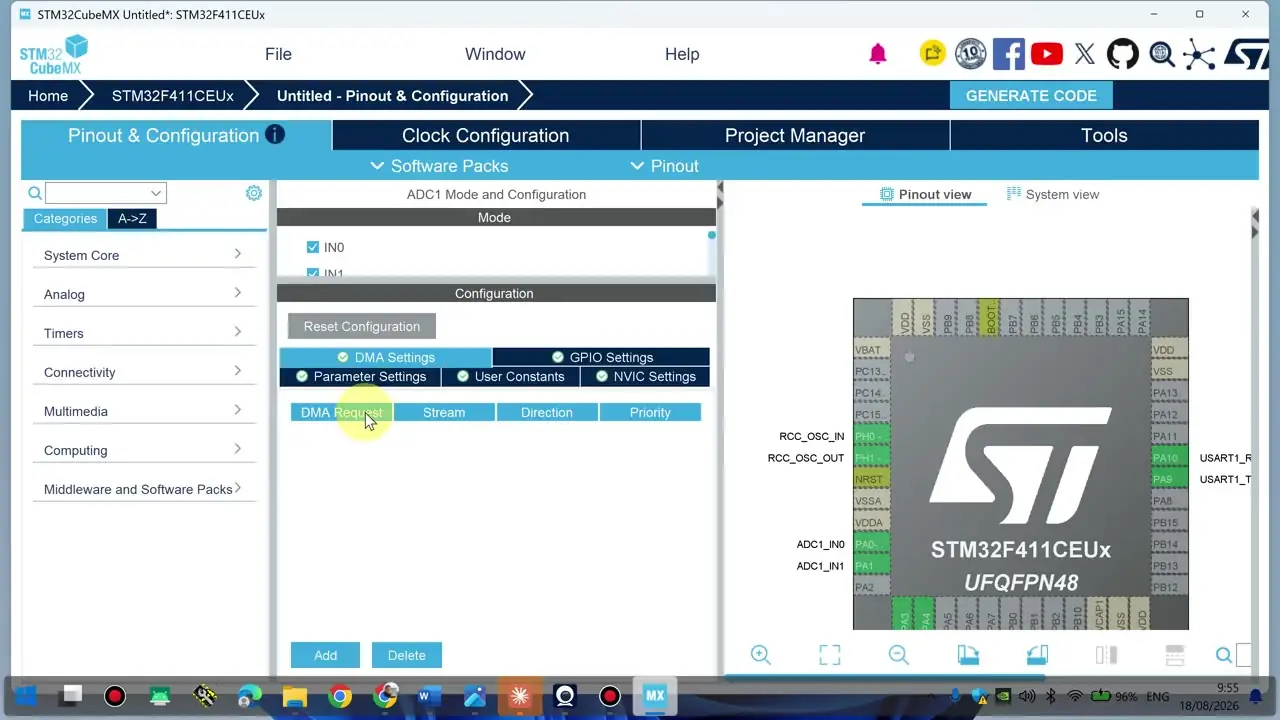 STM32CubeMX Untitled*: STM32F411CEUx
STM32 CubeMX
File
Window
Help
10
Home
STM32F411CEUx
Untitled - Pinout & Configuration
GENERATE CODE
Pinout & Configuration
Clock Configuration
Project Manager
Tools
Software Packs
Pinout
Categories
A->Z
System Core
Analog
Timers
Connectivity
Multimedia
Computing
Middleware and Software Packs
ADC1 Mode and Configuration
Mode
IN0
IN1
Configuration
Reset Configuration
DMA Settings
GPIO Settings
Parameter Settings
User Constants
NVIC Settings
DMA Request
Stream
Direction
Priority
Add
Delete
Pinout view
System view
VDD
VSS
PB9
PB8
BOOT.
PB7
PB6
PB5
PB4
PB3
PA15
PA14
VBAT
PC13..
PC14..
PC15..
RCC_OSC_IN
PH0 -
RCC_OSC_OUT
PH1 -
NRST
VSSA
VDDA
ADC1_IN0
PA0-
ADC1_IN1
PA1
PA2
VDD
VSS
PA13
PA12
PA11
PA10
USART1_R
PA9
USART1_T
PA8
PB15
PB14
PB13
PB12
STM32F411CEUx
UFQFPN48
PA3
PA4
PA5
PA6
PA7
PB0
PB1
PB2
PB10
VCAP1
VSS
VDD
MX
96%
ENG
9:55
18/08/2026